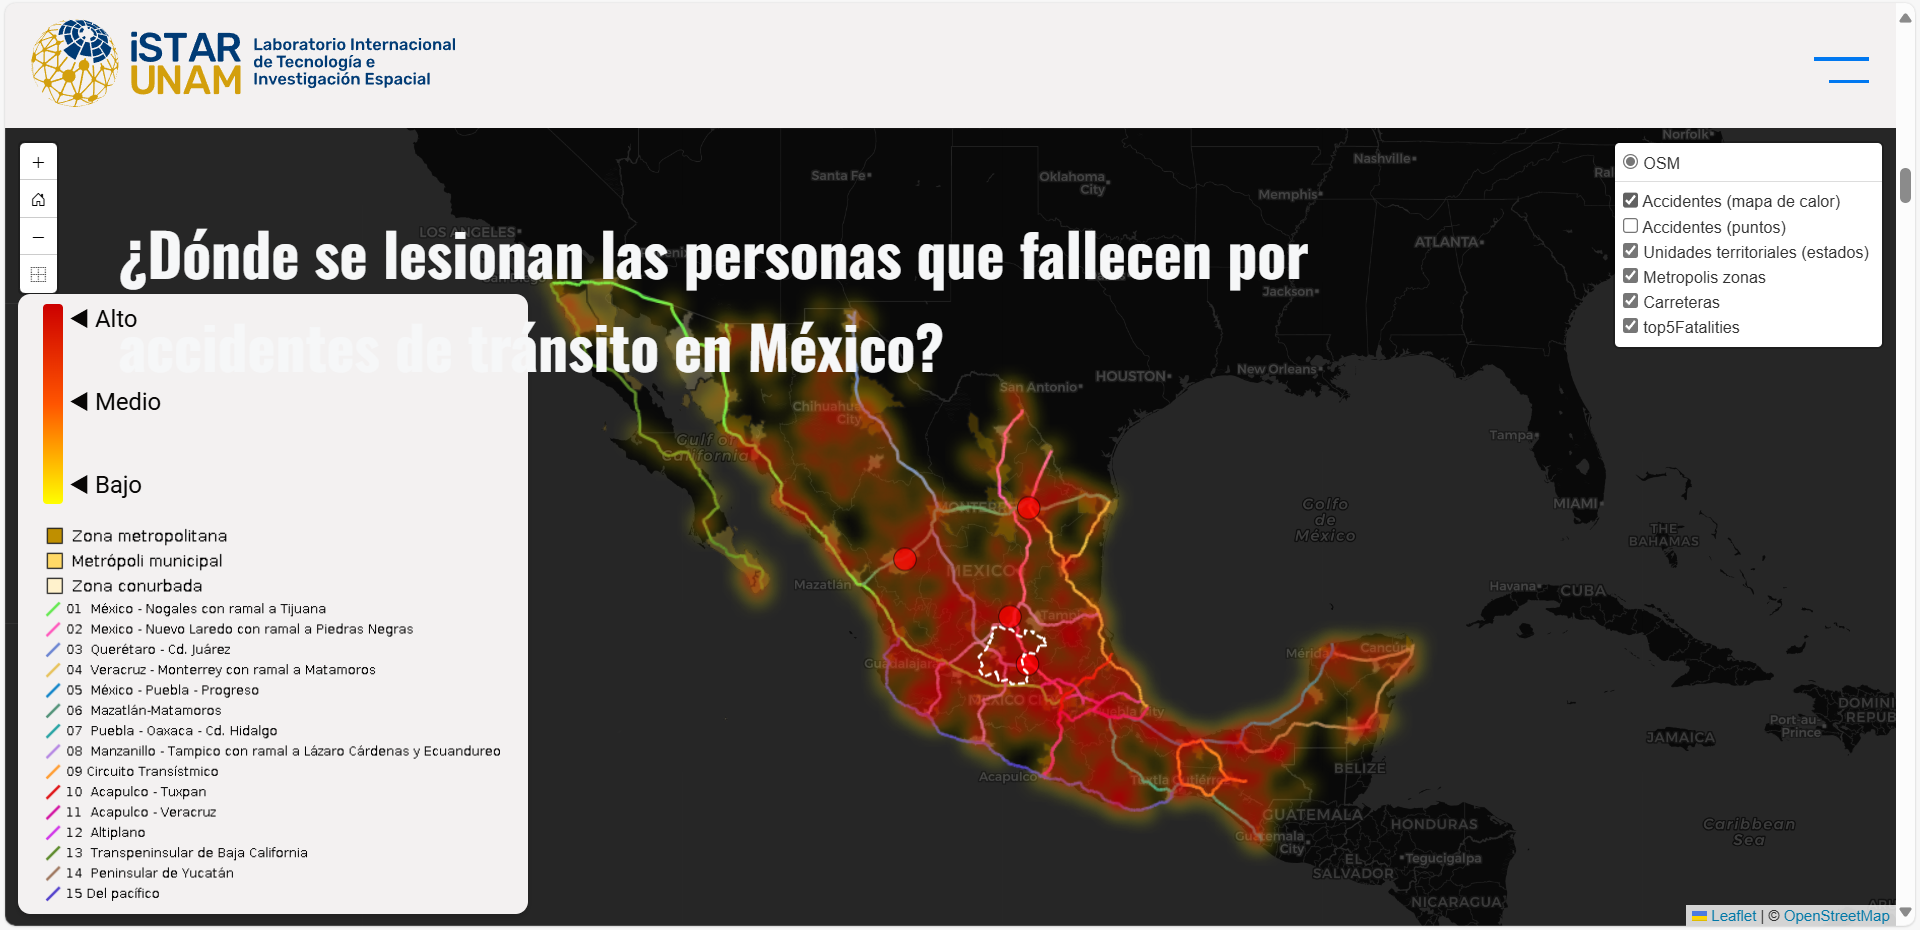 iSTAR
UNAM
Laboratorio Internacional
de Tecnología e
Investigación Espacial
+
−
¿Dónde se lesionan las personas que fallecen por
accidentes de tránsito en México?
OSM
Accidentes (mapa de calor)
Accidentes (puntos)
Unidades territoriales (estados)
Metropolis zonas
Carreteras
top5Fatalities
Alto
Medio
Bajo
Zona metropolitana
Metrópoli municipal
Zona conurbada
01 México - Nogales con ramal a Tijuana
02 Mexico - Nuevo Laredo con ramal a Piedras Negras
03 Querétaro - Cd. Juárez
04 Veracruz - Monterrey con ramal a Matamoros
05 México - Puebla - Progreso
06 Mazatlán-Matamoros
07 Puebla - Oaxaca - Cd. Hidalgo
08 Manzanillo - Tampico con ramal a Lázaro Cárdenas y Ecuandureo
09 Circuito Transístmico
10 Acapulco - Tuxpan
11 Acapulco - Veracruz
12 Altiplano
13 Transpeninsular de Baja California
14 Peninsular de Yucatán
15 Del pacífico
Norfolk
Nashville
Santa Fe
Oklahoma
City
Memphis
LOS ANGELES
ATLANTA
Jackson
San Antonio
HOUSTON
New Orleans
Chihuahua
City
Gulf of
California
Tampa
MIAMI
Golfo
de
México
THE
BAHAMAS
MEXICO
Mazatlán
Havana
CUBA
Mérida
Cancún
MEXICO CI
Puebla City
Acapulco
Tuxtla Gutiérre
BELIZE
JAMAICA
Port-au-
Prince
DOMINI
REPUB
GUATEMALA
Guatemala
City
HONDURAS
EL
SALVADOR
Tegucigalpa
NICARAGUA
Caribbean
Sea
Leaflet | © OpenStreetMap